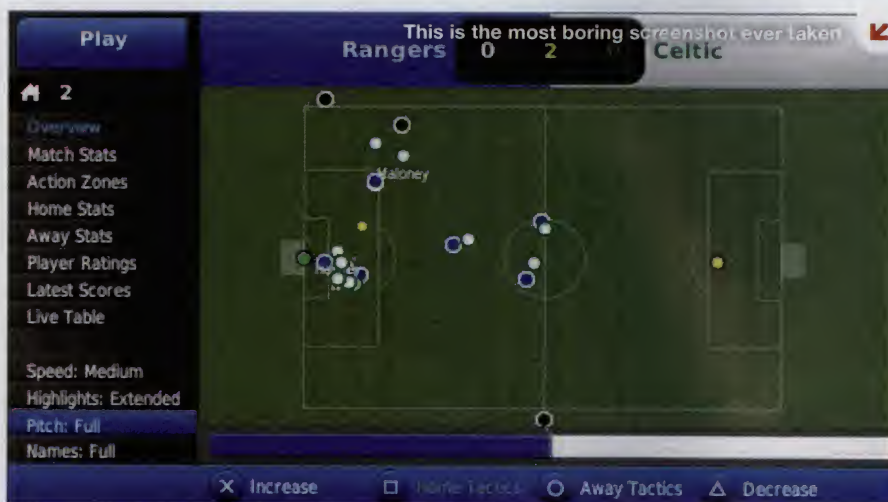 This is the most boring screenshot ever taken
Play
Rangers 0 2 Celtic
2
Overview
Match Stats
Action Zones
Home Stats
Away Stats
Player Ratings
Latest Scores
Live Table
Speed: Medium
Highlights: Extended
Pitch: Full
Names: Full
Maloney
X Increase
Home Tactics
Away Tactics
Decrease